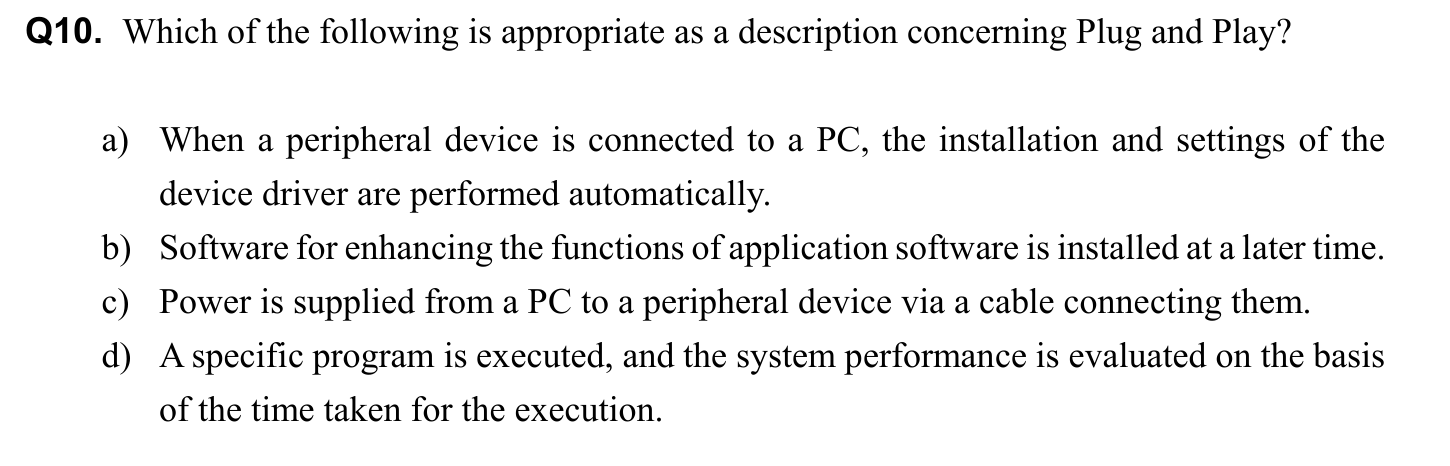 Q10. Which of the following is appropriate as a description concerning Plug and Play?
a) When a peripheral device is connected to a PC, the installation and settings of the
device driver are performed automatically.
b) Software for enhancing the functions of application software is installed at a later time.
c) Power is supplied from a PC to a peripheral device via a cable connecting them.
d) A specific program is executed, and the system performance is evaluated on the basis
of the time taken for the execution.